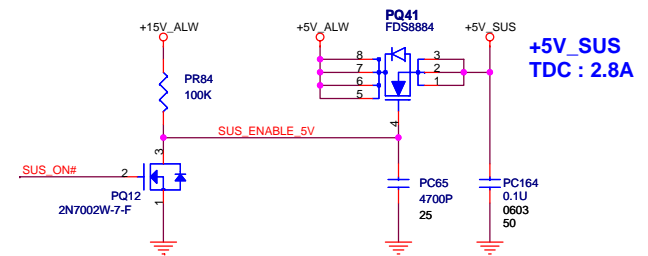 +15V_ALW
+5V_ALW
PQ41
FDS8884
+5V_SUS
+5V_SUS
TDC : 2.8A
PR84
100K
8
7
6
5
3
2
1
4
SUS_ENABLE_5V
SUS_ON#
2
3
1
PQ12
2N7002W-7-F
PC65
4700P
25
PC164
0.1U
0603
50